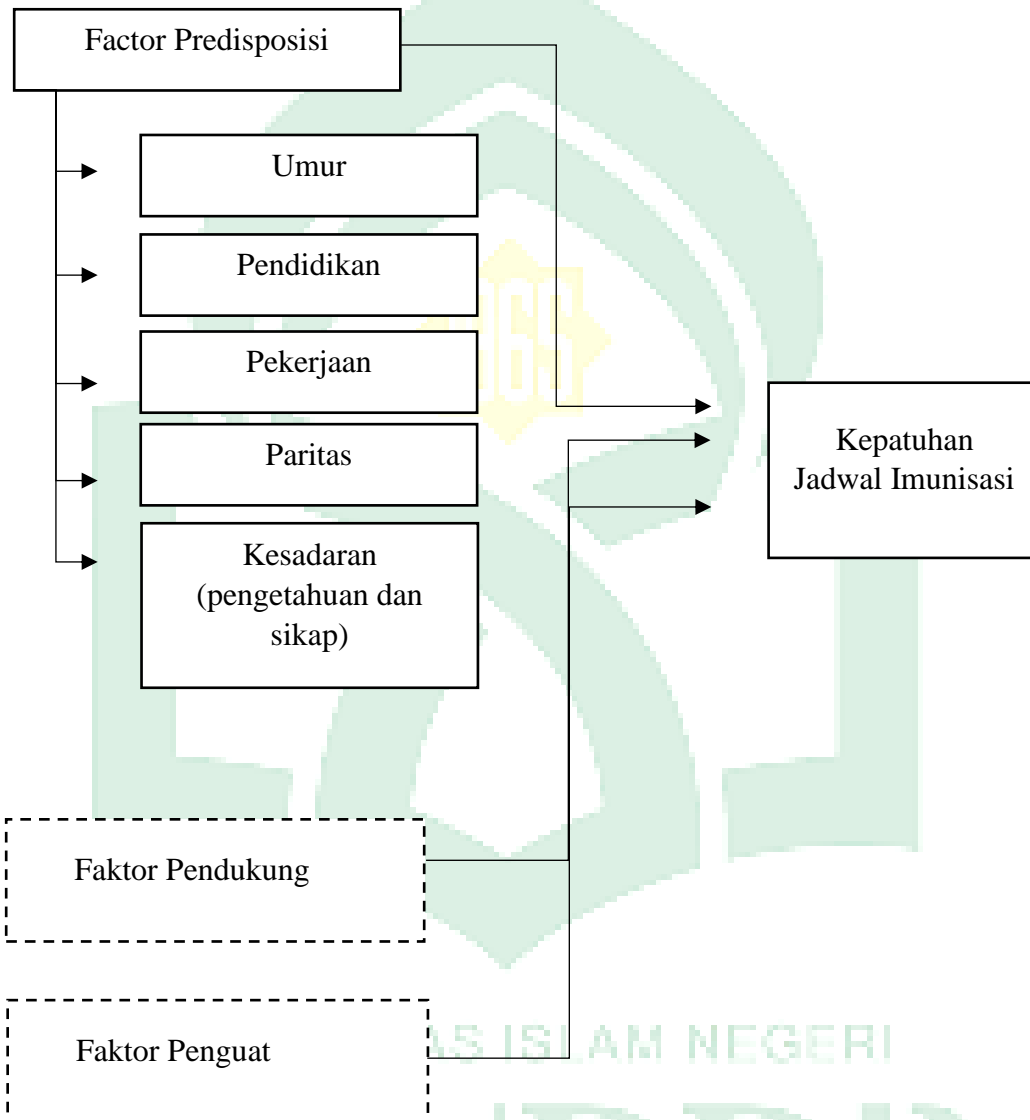 Factor Predisposisi
Umur
Pendidikan
Pekerjaan
Paritas
Kesadaran
(pengetahuan dan
sikap)
Kepatuhan
Jadwal Imunisasi
Faktor Pendukung
Faktor Penguat
AS ISLAM NEGERI